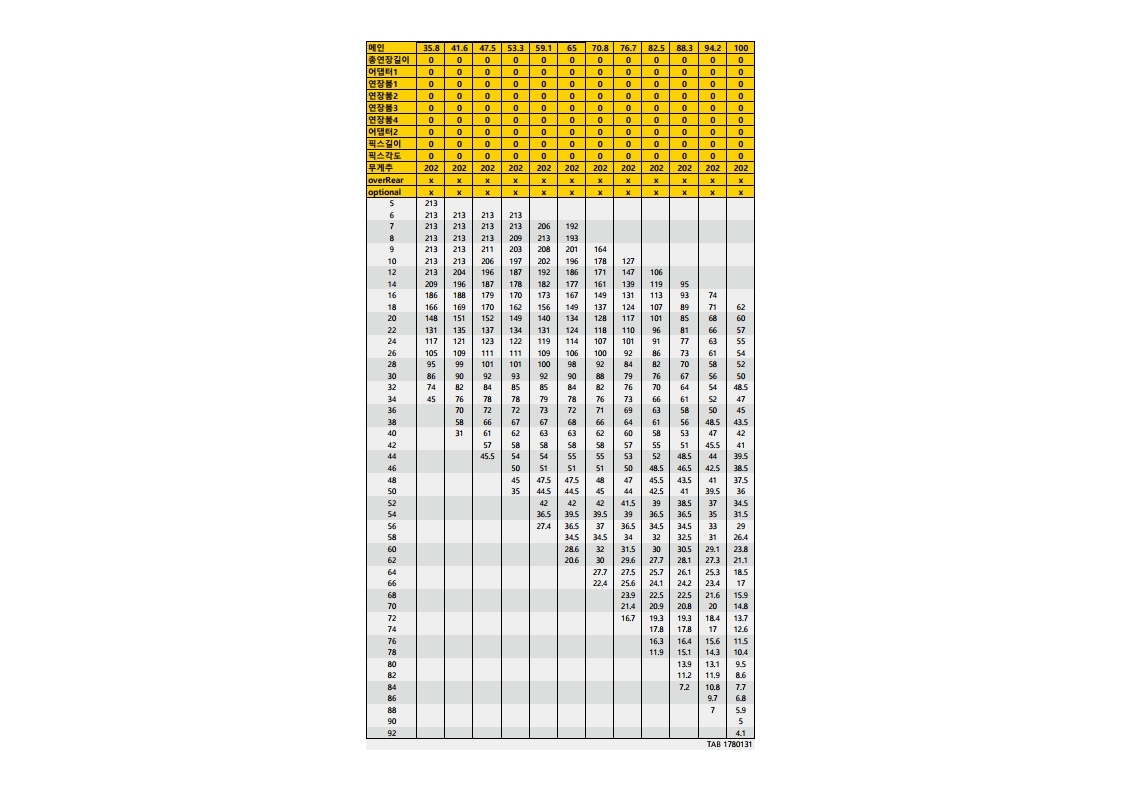 메인 35.8 41.6 47.5 53.3 59.1 65 70.8 76.7 82.5 88.3 94.2 100
총연장길이 0 0 0 0 0 0 0 0 0 0 0 0
어댑터1 0 0 0 0 0 0 0 0 0 0 0 0
연장붐1 0 0 0 0 0 0 0 0 0 0 0 0
연장붐2 0 0 0 0 0 0 0 0 0 0 0 0
연장붐3 0 0 0 0 0 0 0 0 0 0 0 0
연장붐4 0 0 0 0 0 0 0 0 0 0 0 0
어댑터2 0 0 0 0 0 0 0 0 0 0 0 0
픽스길이 0 0 0 0 0 0 0 0 0 0 0 0
픽스각도 0 0 0 0 0 0 0 0 0 0 0 0
무게추 202 202 202 202 202 202 202 202 202 202 202 202
overRear x x x x x x x x x x x x
optional x x x x x x x x x x x x
5 213
6 213 213 213 213
7 213 213 213 213 206 192
8 213 213 213 209 213 193
9 213 213 211 203 208 201 164
10 213 213 206 197 202 196 178 127
12 213 204 196 187 192 186 171 147 106
14 209 196 187 178 182 177 161 139 119 95
16 186 188 179 170 173 167 149 131 113 93 74
18 166 169 170 162 156 149 137 124 107 89 71 62
20 148 151 152 149 140 134 128 117 101 85 68 60
22 131 135 137 134 131 124 118 110 96 81 66 57
24 117 121 123 122 119 114 107 101 91 77 63 55
26 105 109 111 111 109 106 100 92 86 73 61 54
28 95 99 101 101 100 98 92 84 82 70 58 52
30 86 90 92 93 92 90 88 79 76 67 56 50
32 74 82 84 85 85 84 82 76 70 64 54 48.5
34 45 76 78 78 79 78 76 73 66 61 52 47
36 70 72 72 73 72 71 69 63 58 50 45
38 58 66 67 67 68 66 64 61 56 48.5 43.5
40 31 61 62 63 63 62 60 58 53 47 42
42 57 58 58 58 58 57 55 51 45.5 41
44 45.5 54 54 55 55 53 52 48.5 44 39.5
46 50 51 51 51 50 48.5 46.5 42.5 38.5
48 45 47.5 47.5 48 47 45.5 43.5 41 37.5
50 35 44.5 44.5 45 44 42.5 41 39.5 36
52 42 42 42 41.5 39 38.5 37 34.5
54 36.5 39.5 39.5 39 36.5 36.5 35 31.5
56 27.4 36.5 37 36.5 34.5 34.5 33 29
58 34.5 34.5 34 32 32.5 31 26.4
60 28.6 32 31.5 30 30.5 29.1 23.8
62 20.6 30 29.6 27.7 28.1 27.3 21.1
64 27.7 27.5 25.7 26.1 25.3 18.5
66 22.4 25.6 24.1 24.2 23.4 17
68 23.9 22.5 22.5 21.6 15.9
70 21.4 20.9 20.8 20 14.8
72 16.7 19.3 19.3 18.4 13.7
74 17.8 17.8 17 12.6
76 16.3 16.4 15.6 11.5
78 11.9 15.1 14.3 10.4
80 13.9 13.1 9.5
82 11.2 11.9 8.6
84 7.2 10.8 7.7
86 9.7 6.8
88 7 5.9
90 5
92 4.1
TAB 1780131